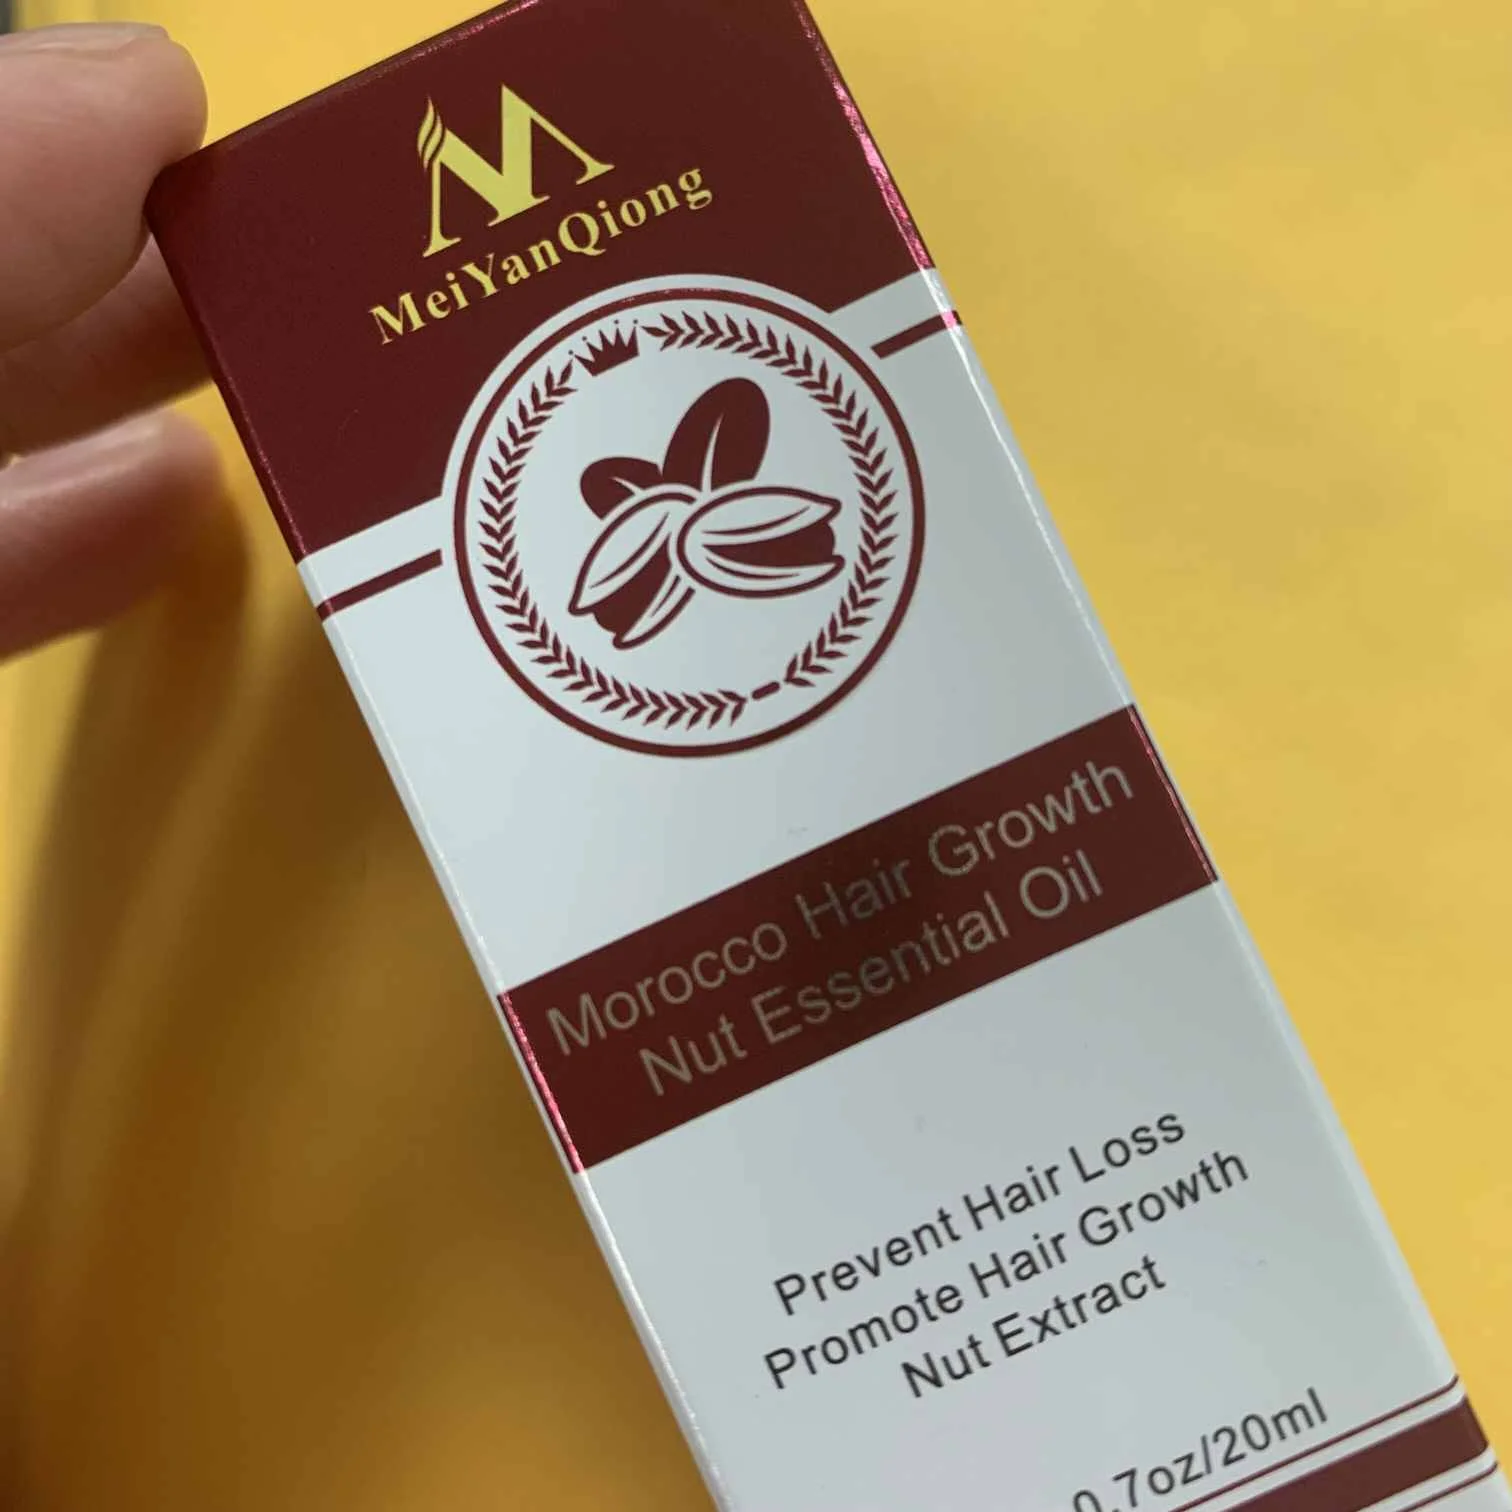 MeiYanQiong
Morocco Hair Growth
Nut Essential Oil
Prevent Hair Loss
Promote Hair Growth
Nut Extract
0.7oz/20ml